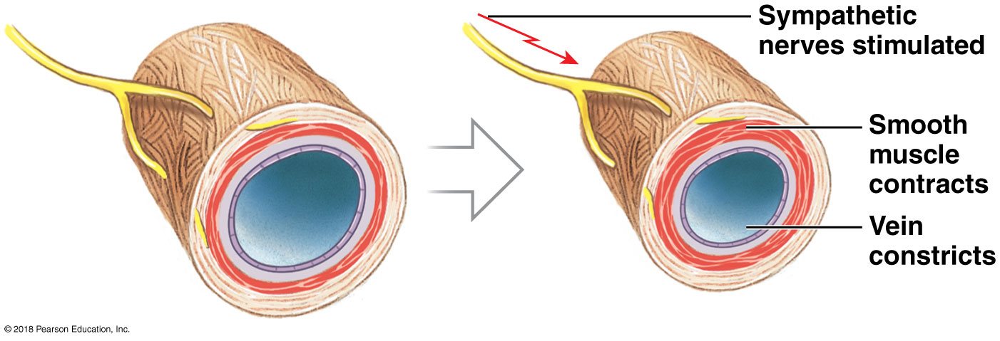 Sympathetic
nerves stimulated
Smooth
muscle
contracts
Vein
constricts
© 2018 Pearson Education, Inc.